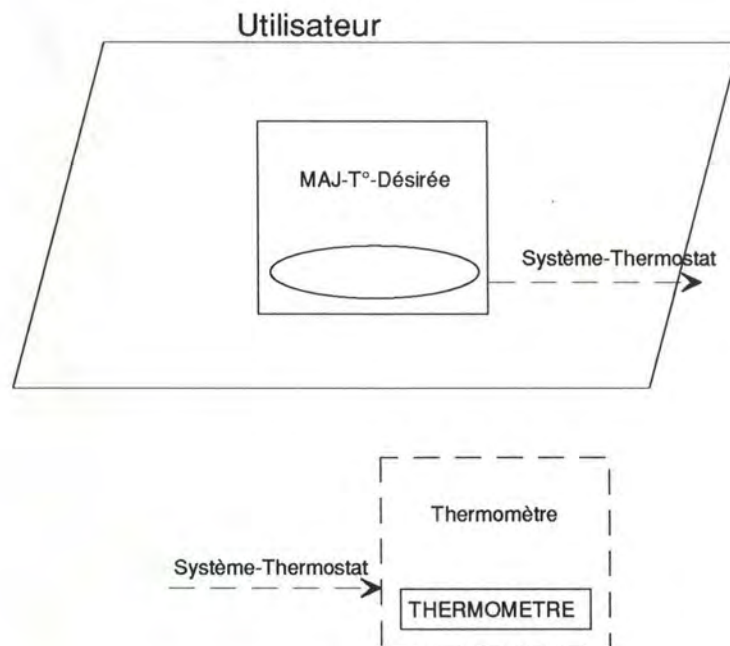 Utilisateur
MAJ-T°-Désirée
Système-Thermostat
Thermomètre
Système-Thermostat
THERMOMETRE